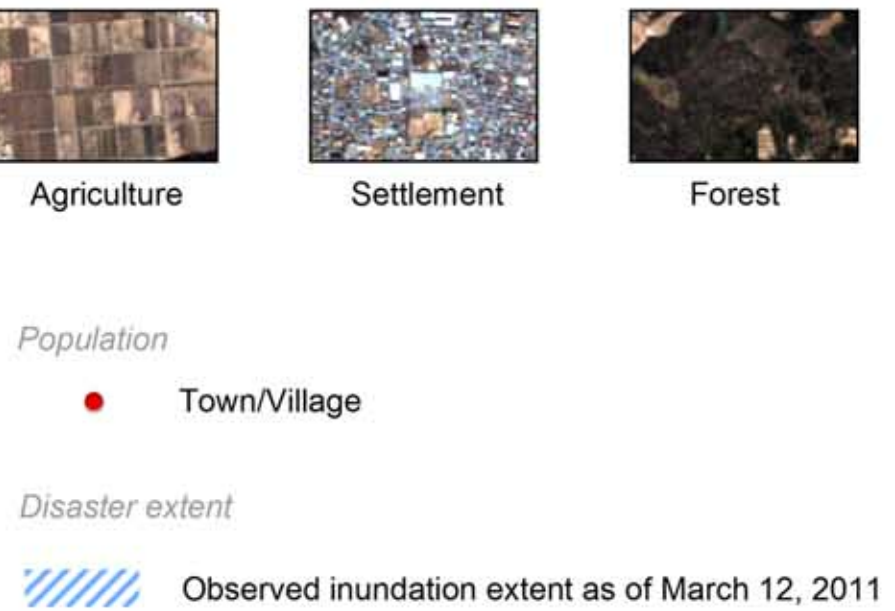 Agriculture Settlement Forest
Population
Town/Village
Disaster extent
Observed inundation extent as of March 12, 2011